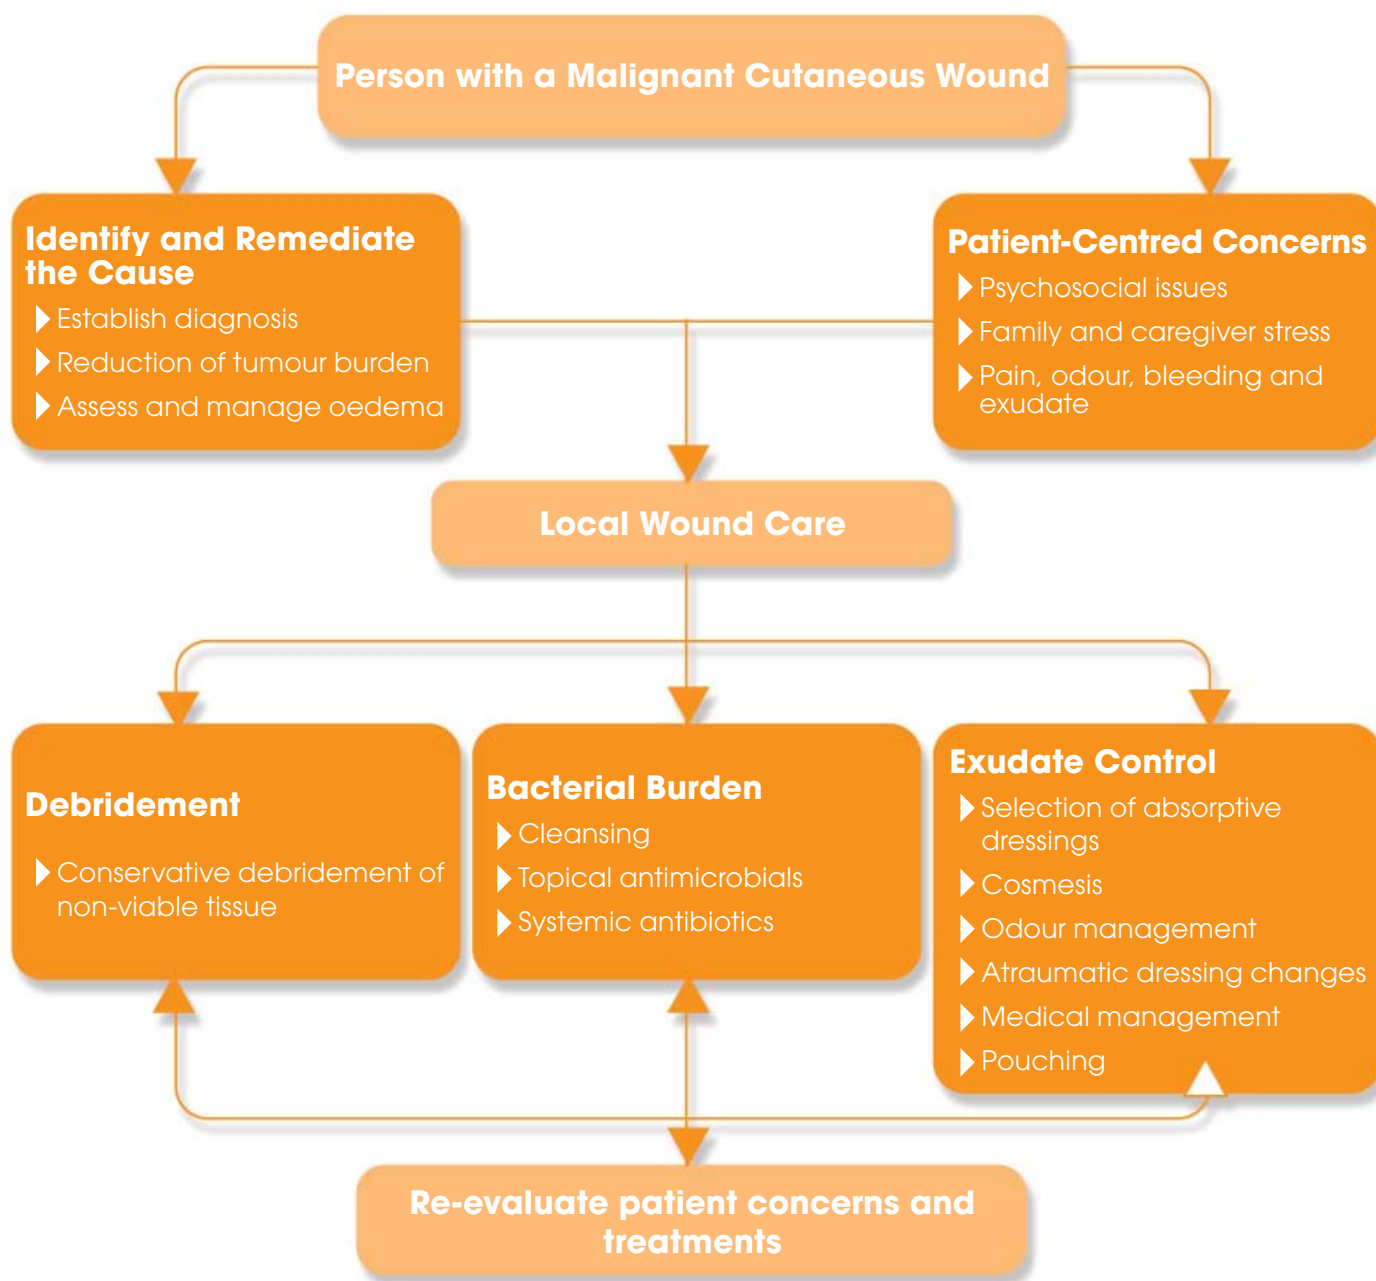 Person with a Malignant Cutaneous Wound
Identify and Remediate
the Cause
Establish diagnosis
Reduction of tumour burden
Assess and manage oedema
Patient-Centred Concerns
Psychosocial issues
Family and caregiver stress
Pain, odour, bleeding and
exudate
Local Wound Care
Debridement
Conservative debridement of
non-viable tissue
Bacterial Burden
Cleansing
Topical antimicrobials
Systemic antibiotics
Exudate Control
Selection of absorptive
dressings
Cosmesis
Odour management
Atraumatic dressing changes
Medical management
Pouching
Re-evaluate patient concerns and
treatments